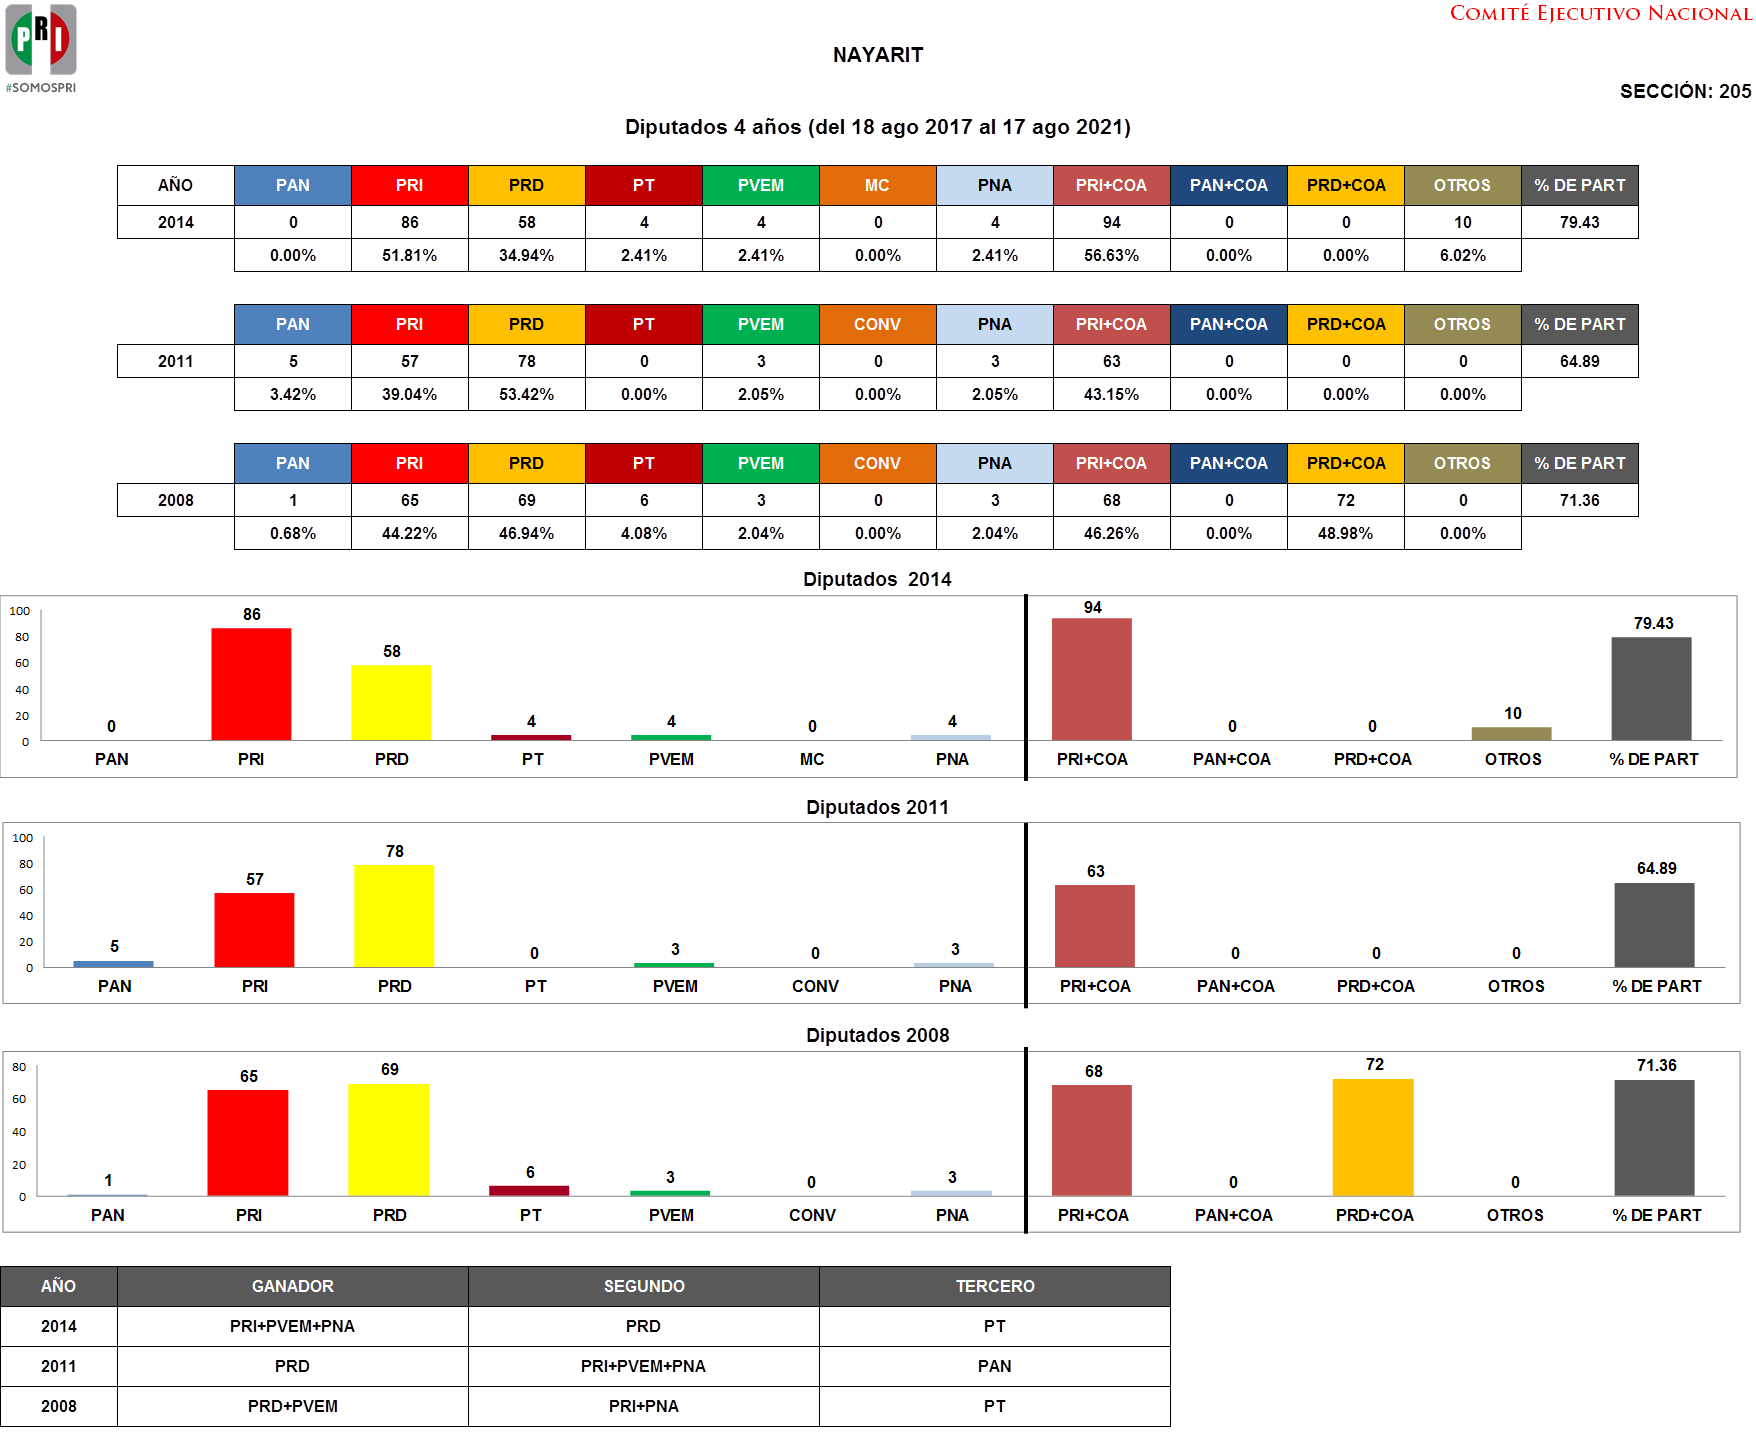 PRI
#SOMOSPRI
COMITÉ EJECUTIVO NACIONAL
NAYARIT
SECCIÓN: 205
Diputados 4 años (del 18 ago 2017 al 17 ago 2021)
AÑO PAN PRI PRD PT PVEM MC PNA PRI+COA PAN+COA PRD+COA OTROS % DE PART
2014 0 86 58 4 4 0 4 94 0 0 10 79.43
0.00% 51.81% 34.94% 2.41% 2.41% 0.00% 2.41% 56.63% 0.00% 0.00% 6.02%
PAN PRI PRD PT PVEM CONV PNA PRI+COA PAN+COA PRD+COA OTROS % DE PART
2011 5 57 78 0 3 0 3 63 0 0 0 64.89
3.42% 39.04% 53.42% 0.00% 2.05% 0.00% 2.05% 43.15% 0.00% 0.00% 0.00%
PAN PRI PRD PT PVEM CONV PNA PRI+COA PAN+COA PRD+COA OTROS % DE PART
2008 1 65 69 6 3 0 3 68 0 72 0 71.36
0.68% 44.22% 46.94% 4.08% 2.04% 0.00% 2.04% 46.26% 0.00% 48.98% 0.00%
Diputados 2014
100
80
60
40
20
0
0 86 58 4 4 0 4 94 0 0 10 79.43
PAN PRI PRD PT PVEM MC PNA PRI+COA PAN+COA PRD+COA OTROS % DE PART
Diputados 2011
100
80
60
40
20
0
5 57 78 0 3 0 3 63 0 0 0 64.89
PAN PRI PRD PT PVEM CONV PNA PRI+COA PAN+COA PRD+COA OTROS % DE PART
Diputados 2008
80
60
40
20
0
1 65 69 6 3 0 3 68 0 72 0 71.36
PAN PRI PRD PT PVEM CONV PNA PRI+COA PAN+COA PRD+COA OTROS % DE PART
AÑO GANADOR SEGUNDO TERCERO
2014 PRI+PVEM+PNA PRD PT
2011 PRD PRI+PVEM+PNA PAN
2008 PRD+PVEM PRI+PNA PT